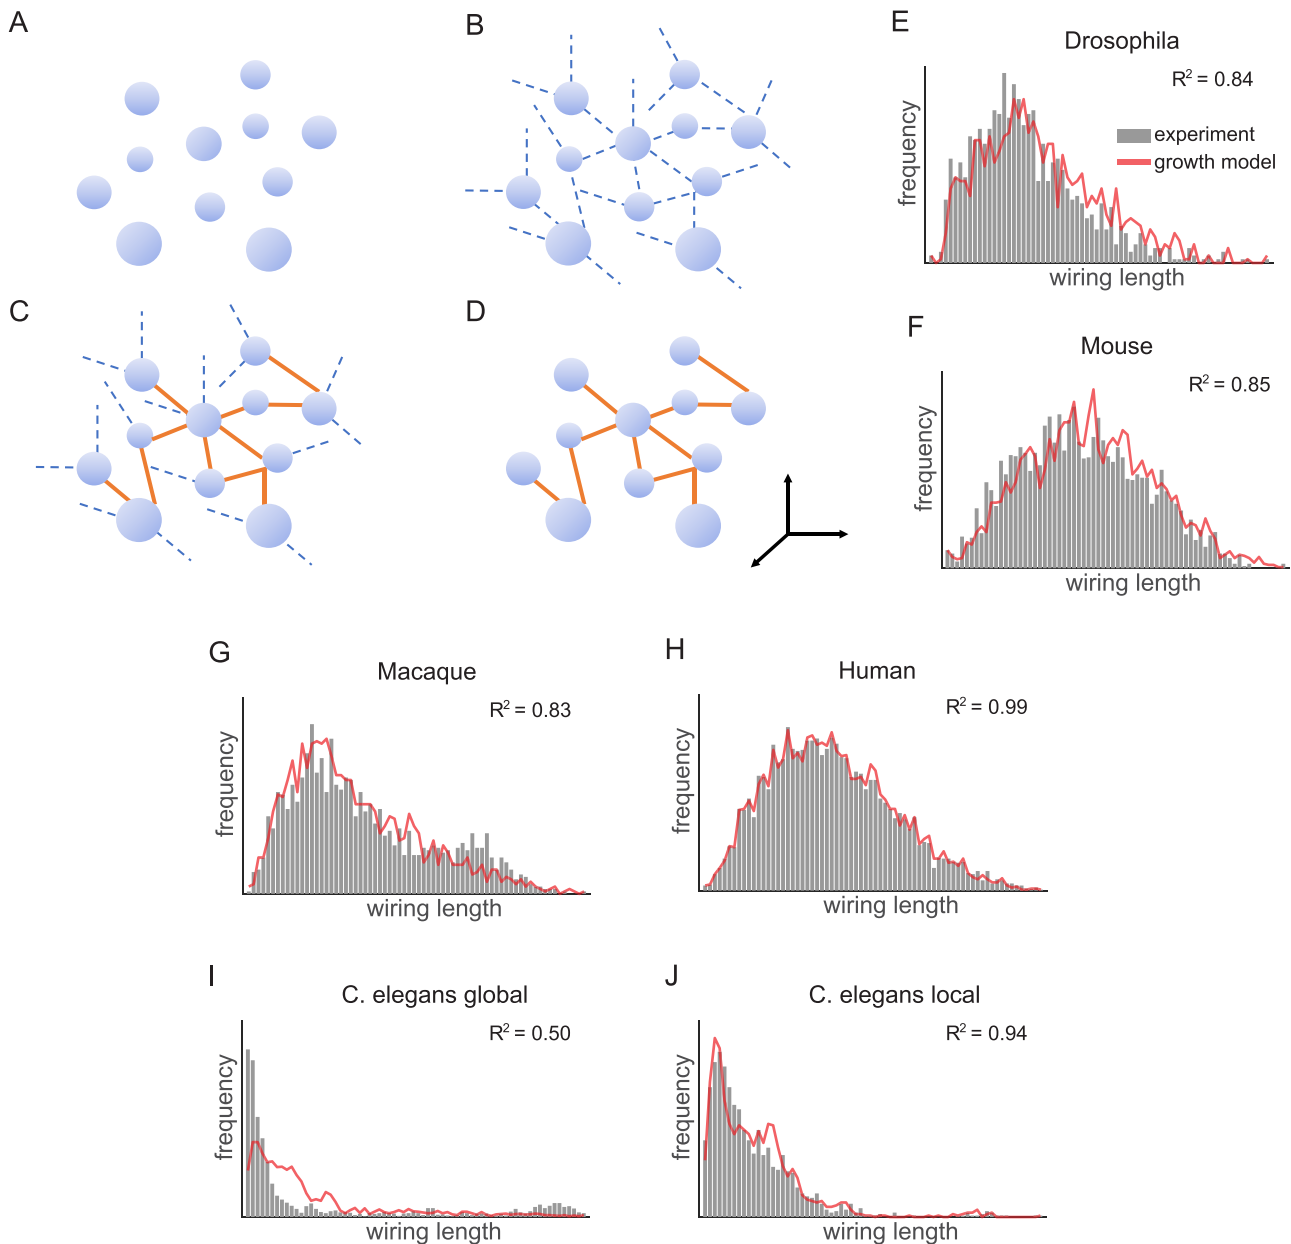 A
B
E
Drosophila
R² = 0.84
experiment
growth model
frequency
wiring length
C
D
F
Mouse
R² = 0.85
frequency
wiring length
G
Macaque
R² = 0.83
frequency
wiring length
H
Human
R² = 0.99
frequency
wiring length
I
C. elegans global
R² = 0.50
frequency
wiring length
J
C. elegans local
R² = 0.94
frequency
wiring length